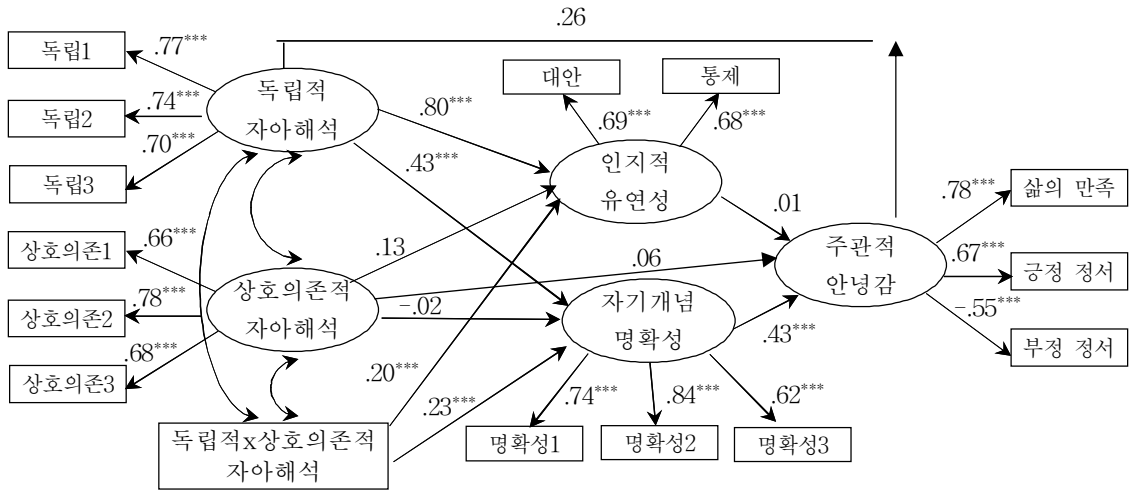 .26
독립1
.77***
독립2
.74***
독립3
.70***
독립적
자아해석
대안
통제
.80***
.69***
.68***
.43***
인지적
유연성
.01
.78***
삶의 만족
상호의존1
.66***
상호의존2
.78***
상호의존3
.68***
상호의존적
자아해석
.13
.06
-.02
주관적
안녕감
.67***
긍정 정서
-.55***
부정 정서
자기개념
명확성
.43***
.20***
.23***
.74***
.84***
.62***
독립적x상호의존적
자아해석
명확성1
명확성2
명확성3